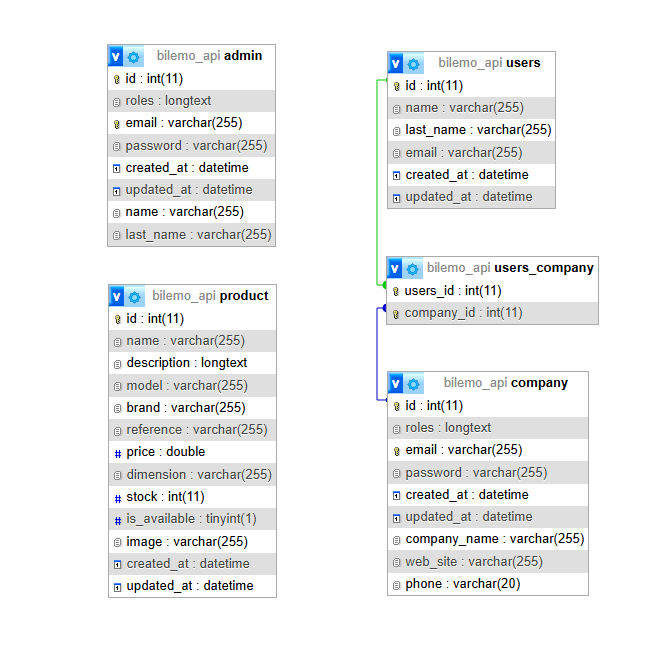 bilemo_api admin
id : int(11)
roles : longtext
email : varchar(255)
password : varchar(255)
created_at : datetime
updated_at : datetime
name : varchar(255)
last_name : varchar(255)
bilemo_api product
id : int(11)
name : varchar(255)
description : longtext
model : varchar(255)
brand : varchar(255)
reference : varchar(255)
# price : double
dimension : varchar(255)
# stock : int(11)
# is_available : tinyint(1)
image : varchar(255)
created_at : datetime
updated_at : datetime
bilemo_api users
id : int(11)
name : varchar(255)
last_name : varchar(255)
email : varchar(255)
created_at : datetime
updated_at : datetime
bilemo_api users_company
users_id : int(11)
company_id : int(11)
bilemo_api company
id : int(11)
roles : longtext
email : varchar(255)
password : varchar(255)
created_at : datetime
updated_at : datetime
company_name : varchar(255)
web_site : varchar(255)
phone : varchar(20)